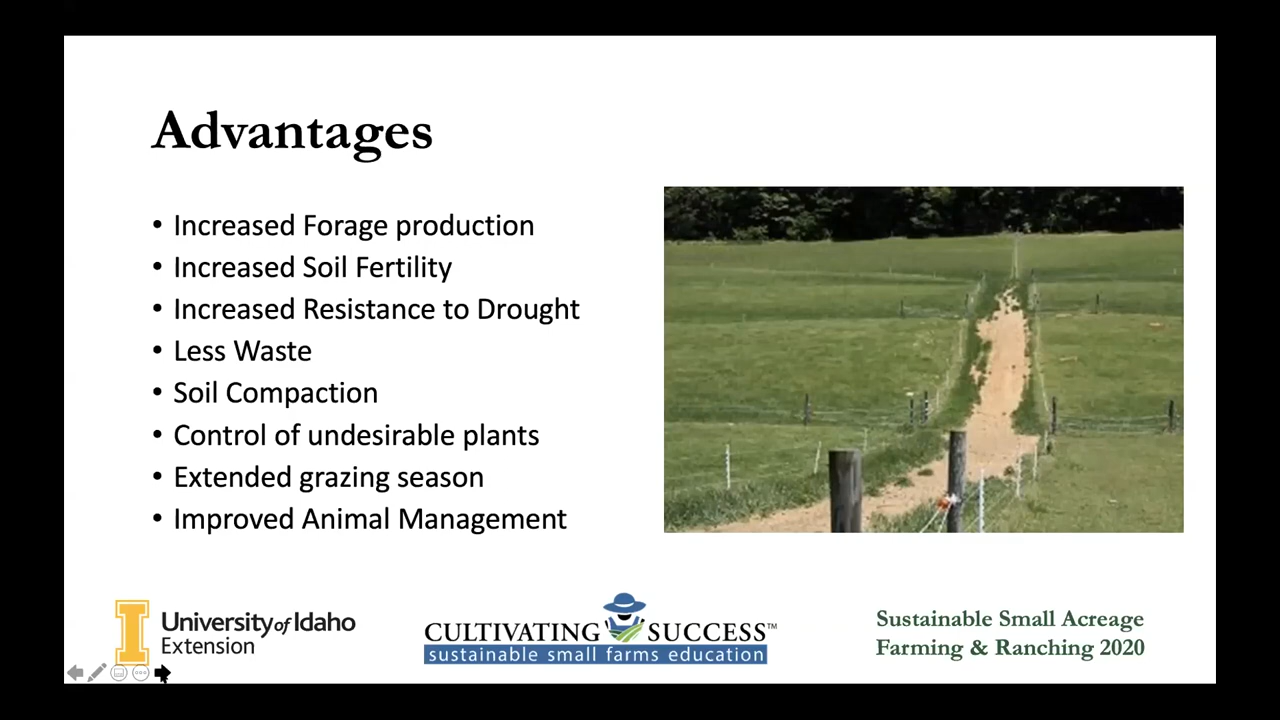 Advantages
• Increased Forage production
• Increased Soil Fertility
• Increased Resistance to Drought
• Less Waste
• Soil Compaction
• Control of undesirable plants
• Extended grazing season
• Improved Animal Management
I University of Idaho
Extension
CULTIVATING SUCCESS™
sustainable small farms education
Sustainable Small Acreage
Farming & Ranching 2020